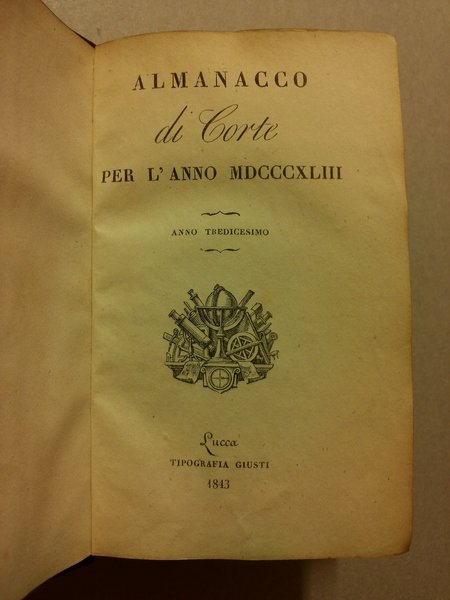 ALMANACCO
di Corte
PER L'ANNO MDCCCXLIII
ANNO TREDICESIMO
Lucca
TIPOGRAFIA GIUSTI
1843